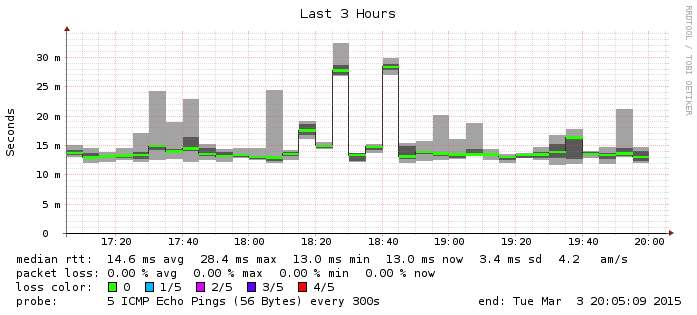 Last 3 Hours
RRDTOOL / TOBI OETIKER
Seconds
30 m
25 m
20 m
15 m
10 m
5 m
0
17:20 17:40 18:00 18:20 18:40 19:00 19:20 19:40 20:00
median rtt: 14.6 ms avg 28.4 ms max 13.0 ms min 13.0 ms now 3.4 ms sd 4.2 am/s
packet loss: 0.00 % avg 0.00 % max 0.00 % min 0.00 % now
loss color: 0 1/5 2/5 3/5 4/5
probe: 5 ICMP Echo Pings (56 Bytes) every 300s end: Tue Mar 3 20:05:09 2015